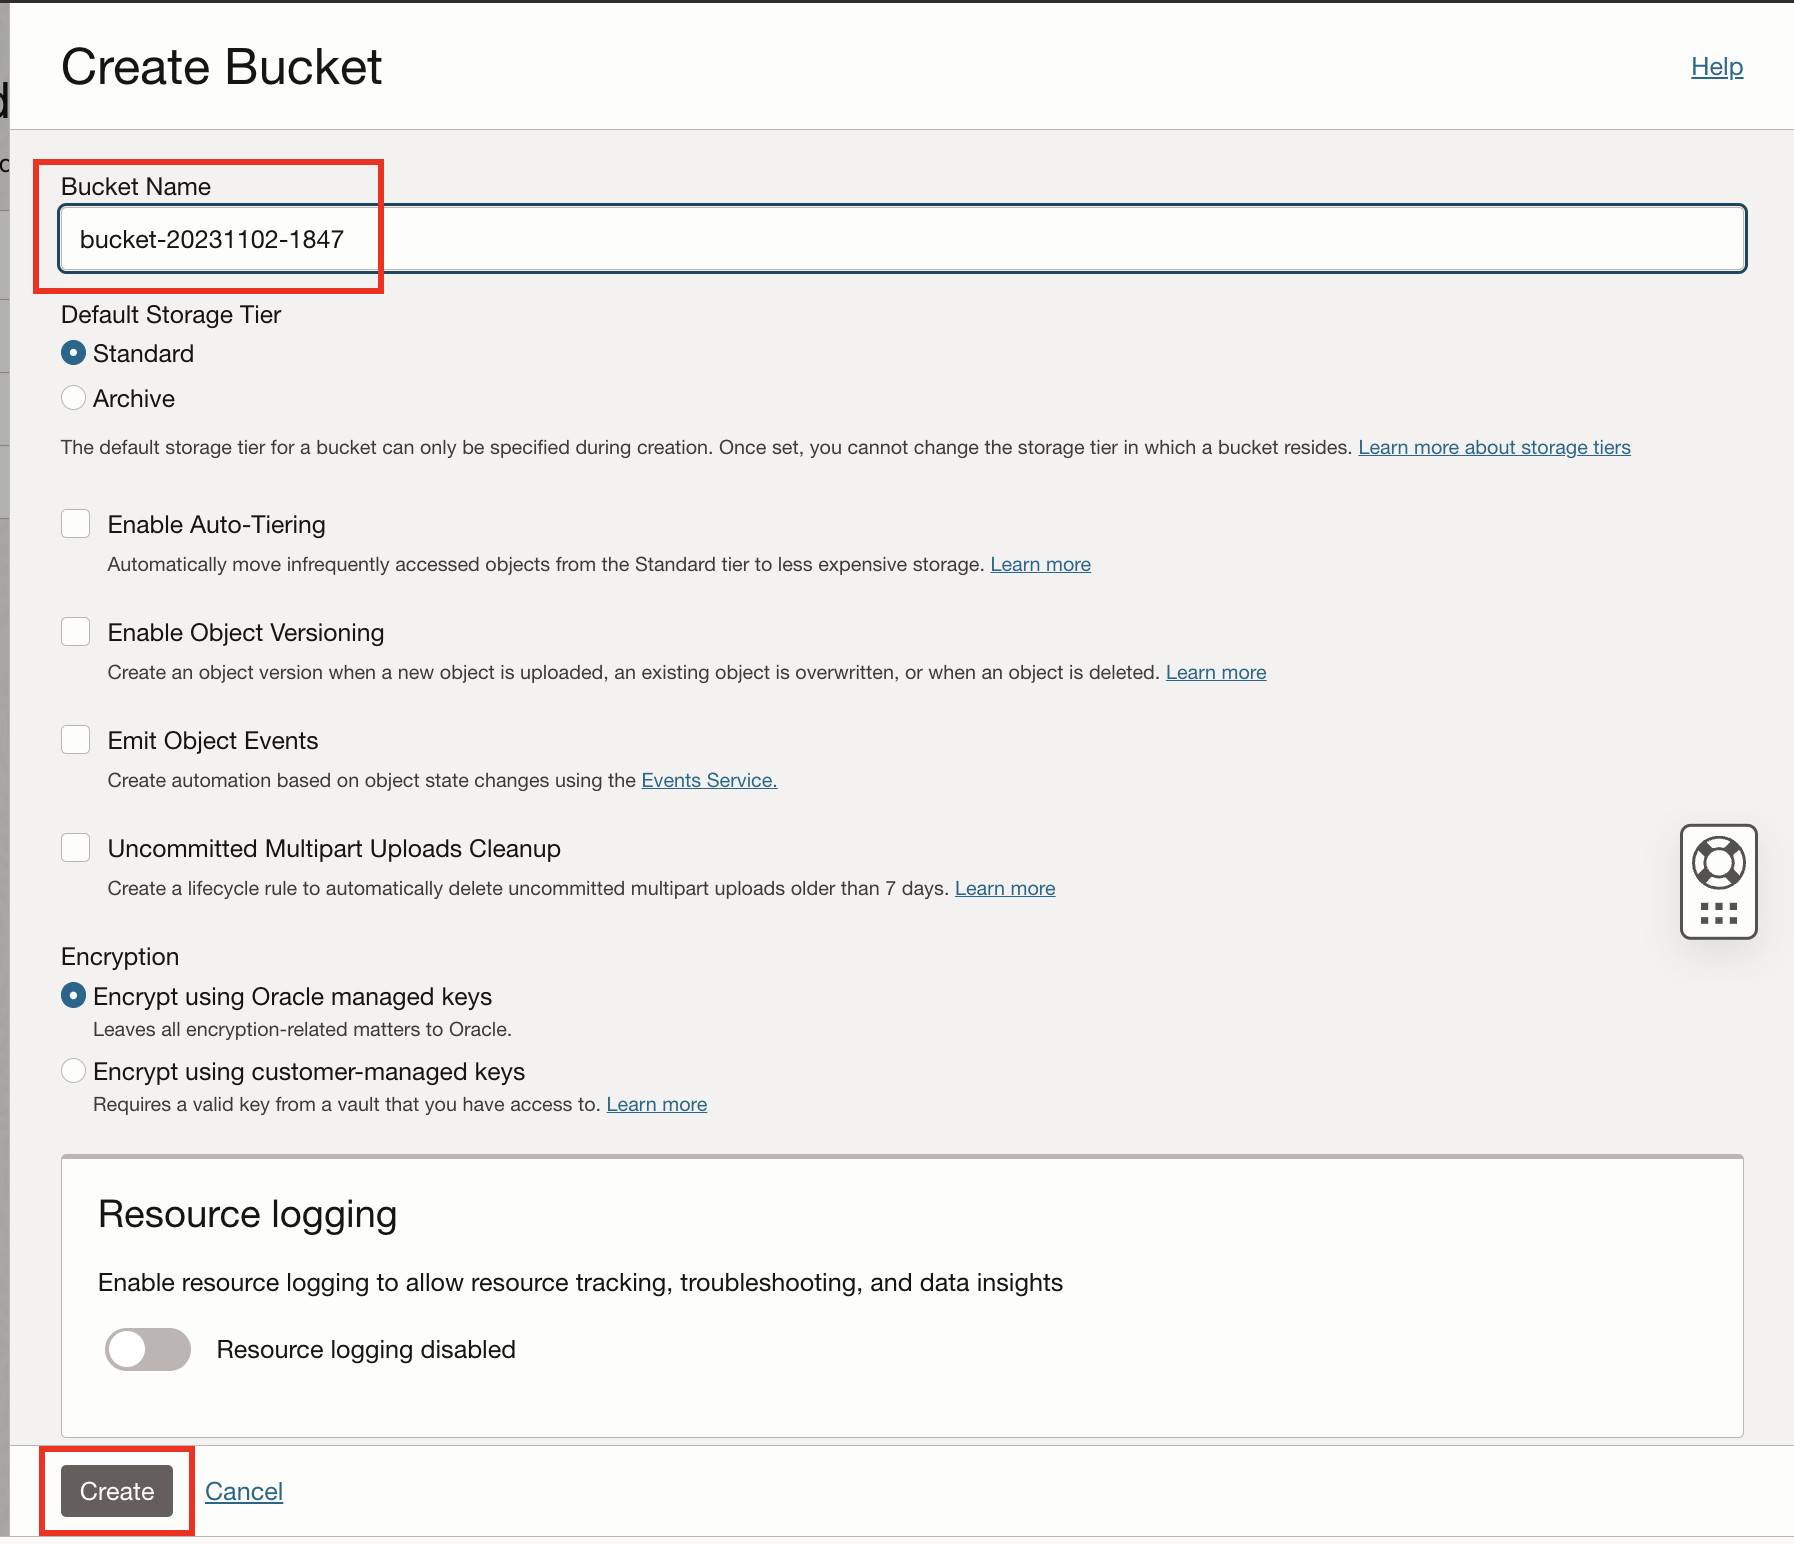 Create Bucket
Help
Bucket Name
bucket-20231102-1847
Default Storage Tier
Standard
Archive
The default storage tier for a bucket can only be specified during creation. Once set, you cannot change the storage tier in which a bucket resides. Learn more about storage tiers
Enable Auto-Tiering
Automatically move infrequently accessed objects from the Standard tier to less expensive storage. Learn more
Enable Object Versioning
Create an object version when a new object is uploaded, an existing object is overwritten, or when an object is deleted. Learn more
Emit Object Events
Create automation based on object state changes using the Events Service.
Uncommitted Multipart Uploads Cleanup
Create a lifecycle rule to automatically delete uncommitted multipart uploads older than 7 days. Learn more
Encryption
Encrypt using Oracle managed keys
Leaves all encryption-related matters to Oracle.
Encrypt using customer-managed keys
Requires a valid key from a vault that you have access to. Learn more
Resource logging
Enable resource logging to allow resource tracking, troubleshooting, and data insights
Resource logging disabled
Create
Cancel